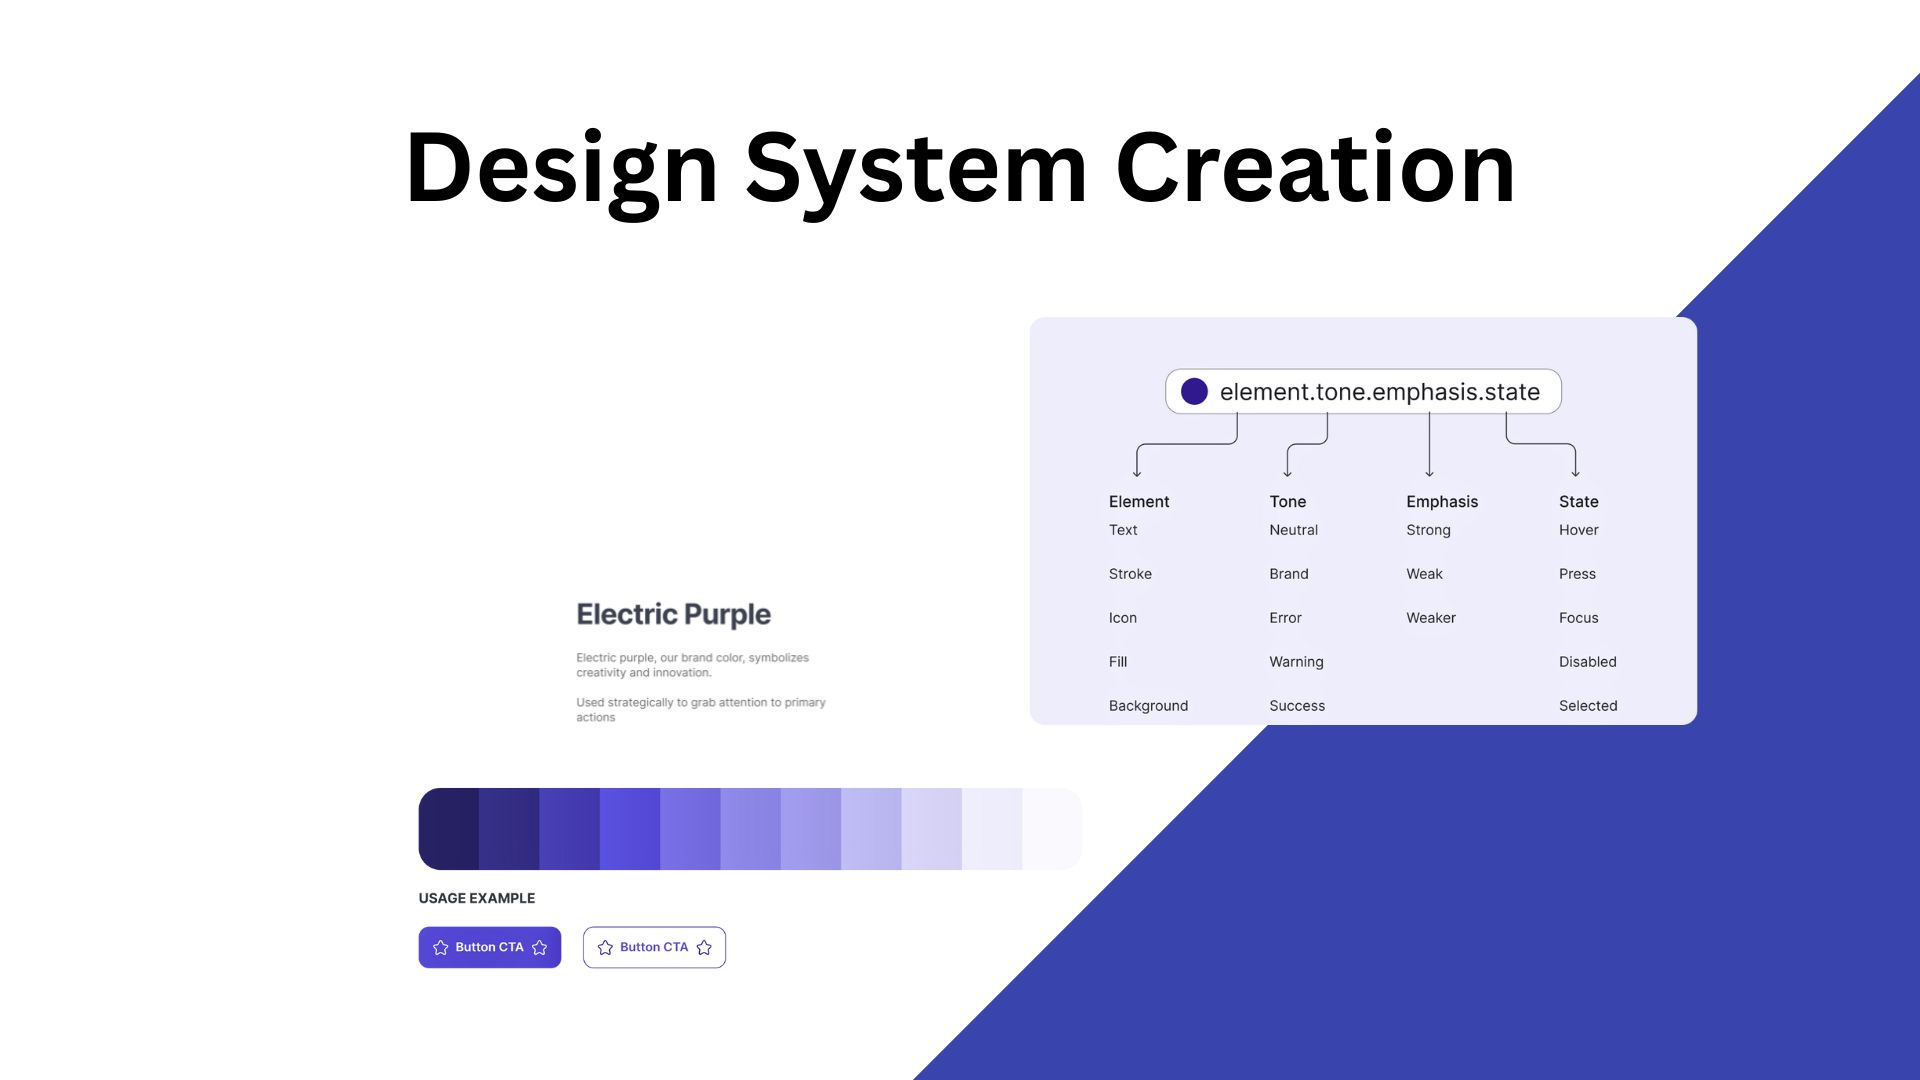 Design System Creation
element.tone.emphasis.state
Element
Text
Stroke
Icon
Fill
Background
Tone
Neutral
Brand
Error
Warning
Success
Emphasis
Strong
Weak
Weaker
State
Hover
Press
Focus
Disabled
Selected
Electric Purple
Electric purple, our brand color, symbolizes
creativity and innovation.
Used strategically to grab attention to primary
actions
USAGE EXAMPLE
Button CTA
Button CTA